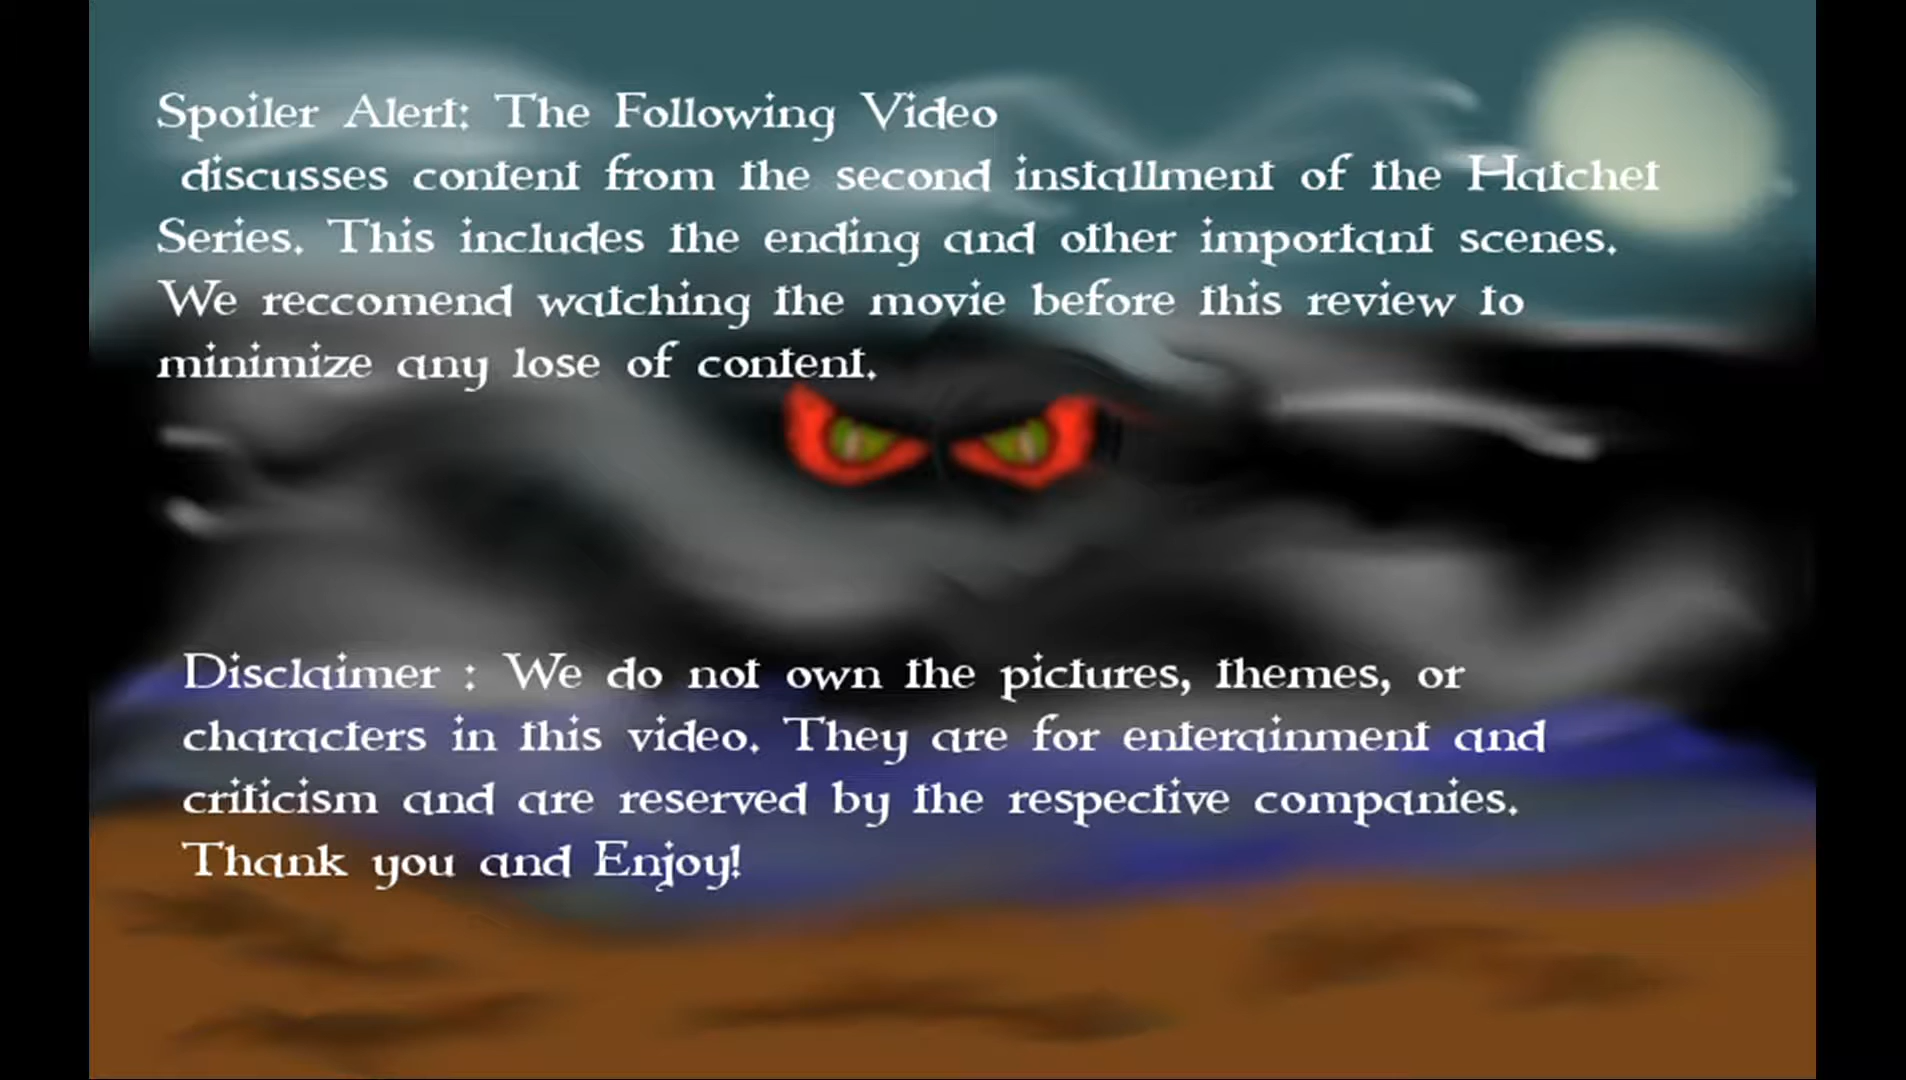 Spoiler Alert: The Following Video
discusses content from the second installment of the Hatchet
Series. This includes the ending and other important scenes.
We reccomend watching the movie before this review to
minimize any lose of content.
Disclaimer : We do not own the pictures, themes, or
characters in this video. They are for enterainment and
criticism and are reserved by the respective companies.
Thank you and Enjoy!